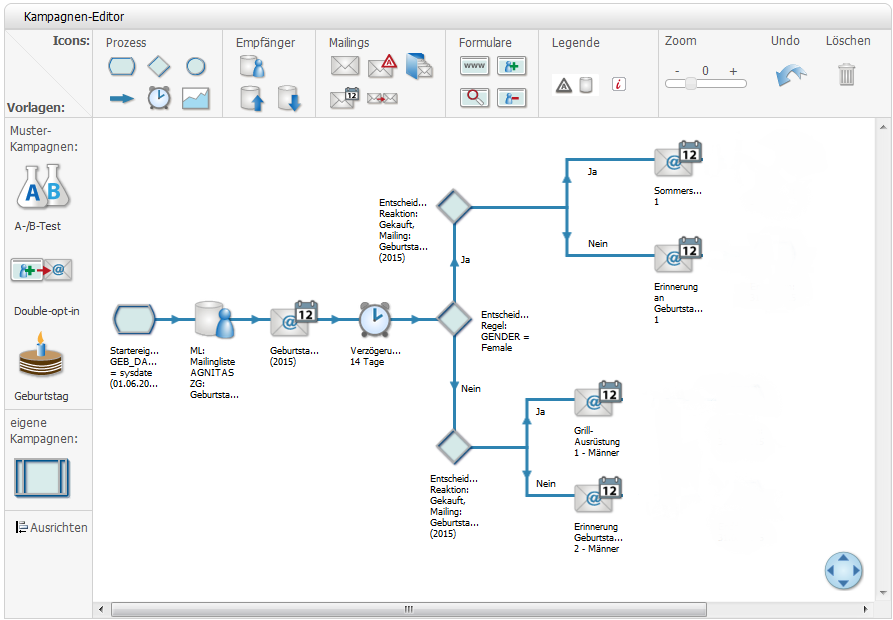 Kampagnen-Editor
Icons:
Prozess
Empfänger
Mailings
Formulare
Legende
Zoom
Undo
Löschen
- 0 +
www
12
i
Vorlagen:
Muster-
Kampagnen:
A B
A-/B-Test
@
Double-opt-in
Geburtstag
eigene
Kampagnen:
Ausrichten
Startereig...
GEB_DA...
= sysdate
(01.06.20...
ML:
Mailingliste
AGNITAS
ZG:
Geburtsta...
@ 12
Geburtsta...
(2015)
Verzögeru...
14 Tage
Entscheid...
Regel:
GENDER =
Female
Ja
Entscheid...
Reaktion:
Gekauft,
Mailing:
Geburtsta...
(2015)
Ja
@ 12
Sommers...
1
Nein
@ 12
Erinnerung
an
Geburtsta...
1
Nein
Entscheid...
Reaktion:
Gekauft,
Mailing:
Geburtsta...
(2015)
Ja
@ 12
Grill-
Ausrüstung
1 - Männer
Nein
@ 12
Erinnerung
Geburtsta...
2 - Männer